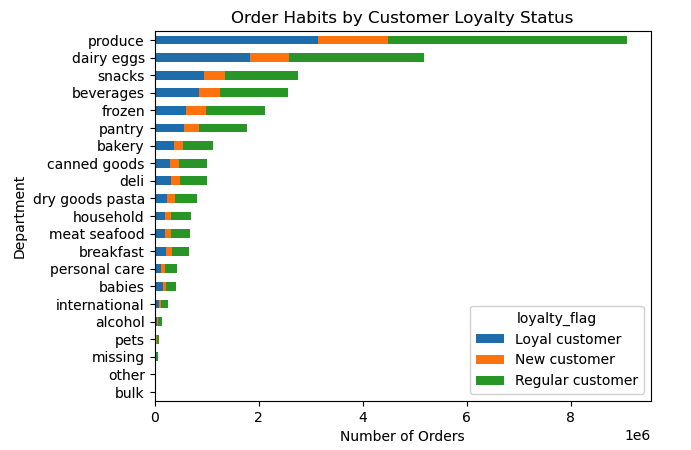 Order Habits by Customer Loyalty Status
produce
dairy eggs
snacks
beverages
frozen
pantry
bakery
canned goods
deli
dry goods pasta
household
meat seafood
breakfast
personal care
babies
international
alcohol
pets
missing
other
bulk
Department
loyalty_flag
Loyal customer
New customer
Regular customer
0 2 4 6 8
1e6
Number of Orders